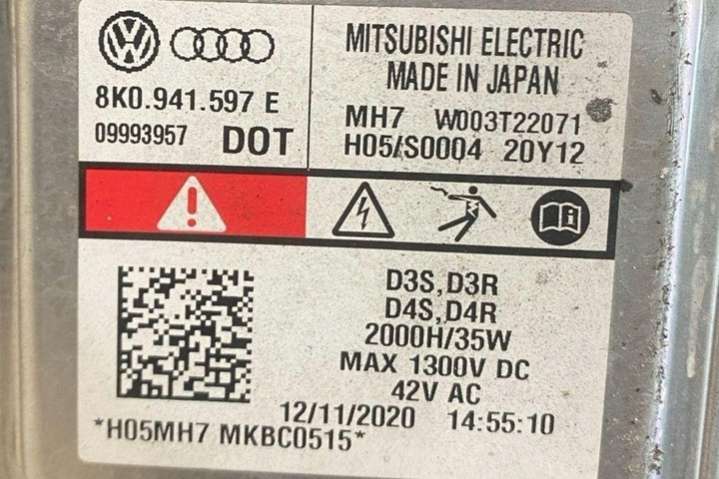 8K0.941.597 E
09993957 DOT
MITSUBISHI ELECTRIC
MADE IN JAPAN
MH7 W003T22071
H05/S0004 20Y12
D3S,D3R
D4S,D4R
2000H/35W
MAX 1300V DC
42V AC
12/11/2020 14:55:10
*H05MH7 MKBC0515*